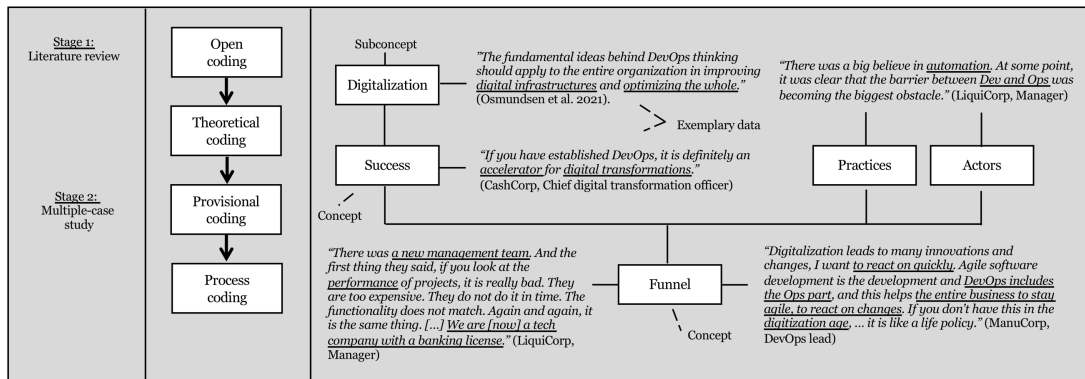 Stage 1:
Literature review
Stage 2:
Multiple-case
study
Open
coding
Theoretical
coding
Provisional
coding
Process
coding
Subconcept
Digitalization
"The fundamental ideas behind DevOps thinking
should apply to the entire organization in improving
digital infrastructures and optimizing the whole."
(Osmundsen et al. 2021).
"There was a big believe in automation. At some point,
it was clear that the barrier between Dev and Ops was
becoming the biggest obstacle." (LiquiCorp, Manager)
Exemplary data
Success
"If you have established DevOps, it is definitely an
accelerator for digital transformations."
(CashCorp, Chief digital transformation officer)
Practices
Actors
Concept
"There was a new management team. And the
first thing they said, if you look at the
performance of projects, it is really bad. They
are too expensive. They do not do it in time. The
functionality does not match. Again and again, it
is the same thing. [...] We are [now] a tech
company with a banking license." (LiquiCorp,
Manager)
Funnel
Concept
"Digitalization leads to many innovations and
changes, I want to react on quickly. Agile software
development is the development and DevOps includes
the Ops part, and this helps the entire business to stay
agile, to react on changes. If you don't have this in the
digitization age, ... it is like a life policy." (ManuCorp,
DevOps lead)